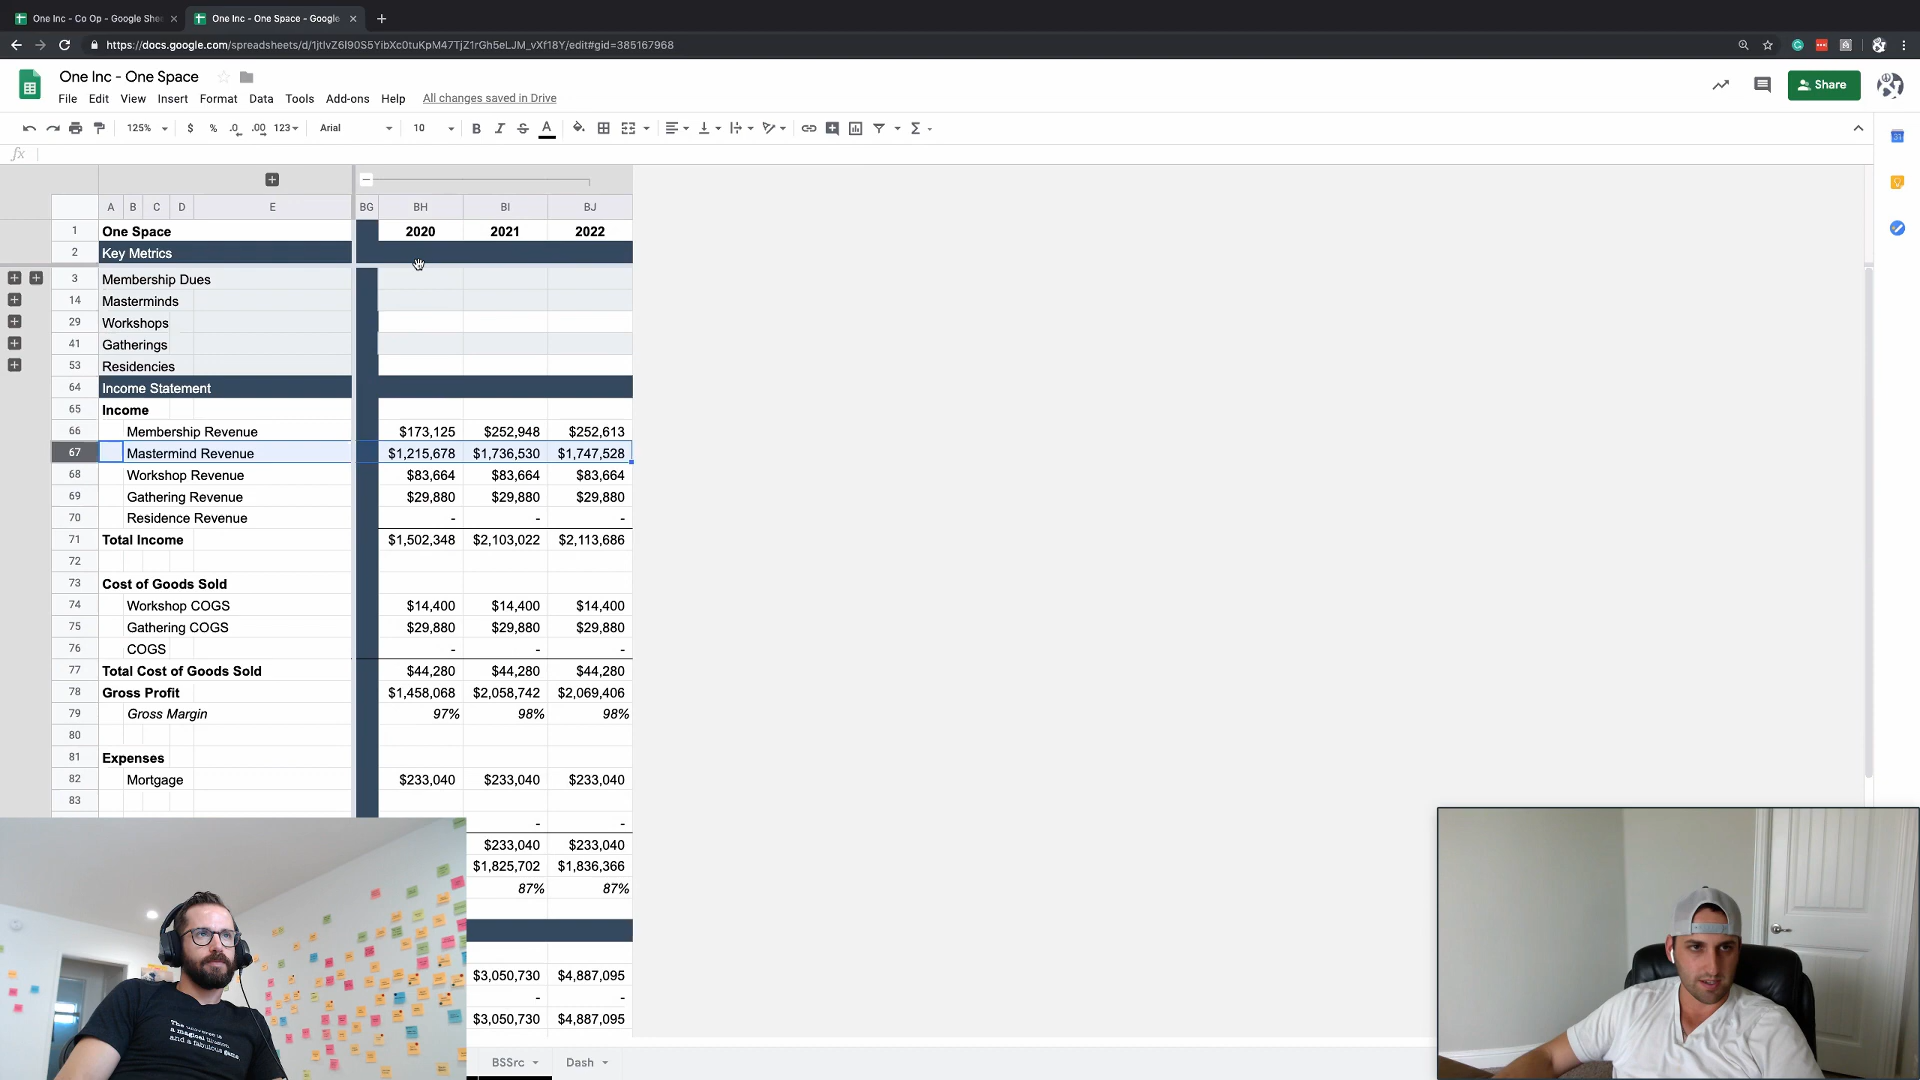 One Inc - Co Op - Google She
One Inc - One Space - Google
https://docs.google.com/spreadsheets/d/1jtIvZ6I90S5YibXc0tuKpM47TjZ1rGh5eLJM_vXf18Y/edit#gid=385167968
One Inc - One Space
File Edit View Insert Format Data Tools Add-ons Help All changes saved in Drive
Share
125% $ % .0 .00 123 Arial 10 B I S A Σ
fx
A B C D E BG BH BI BJ
1 One Space 2020 2021 2022
2 Key Metrics
3 Membership Dues
14 Masterminds
29 Workshops
41 Gatherings
53 Residencies
64 Income Statement
65 Income
66 Membership Revenue $173,125 $252,948 $252,613
67 Mastermind Revenue $1,215,678 $1,736,530 $1,747,528
68 Workshop Revenue $83,664 $83,664 $83,664
69 Gathering Revenue $29,880 $29,880 $29,880
70 Residence Revenue - - -
71 Total Income $1,502,348 $2,103,022 $2,113,686
72
73 Cost of Goods Sold
74 Workshop COGS $14,400 $14,400 $14,400
75 Gathering COGS $29,880 $29,880 $29,880
76 COGS - - -
77 Total Cost of Goods Sold $44,280 $44,280 $44,280
78 Gross Profit $1,458,068 $2,058,742 $2,069,406
79 Gross Margin 97% 98% 98%
80
81 Expenses
82 Mortgage $233,040 $233,040 $233,040
83
- -
$233,040 $233,040
$1,825,702 $1,836,366
87% 87%
$3,050,730 $4,887,095
- -
$3,050,730 $4,887,095
The universe is
a magical illusion
and a fabulous game.
BSSrc Dash